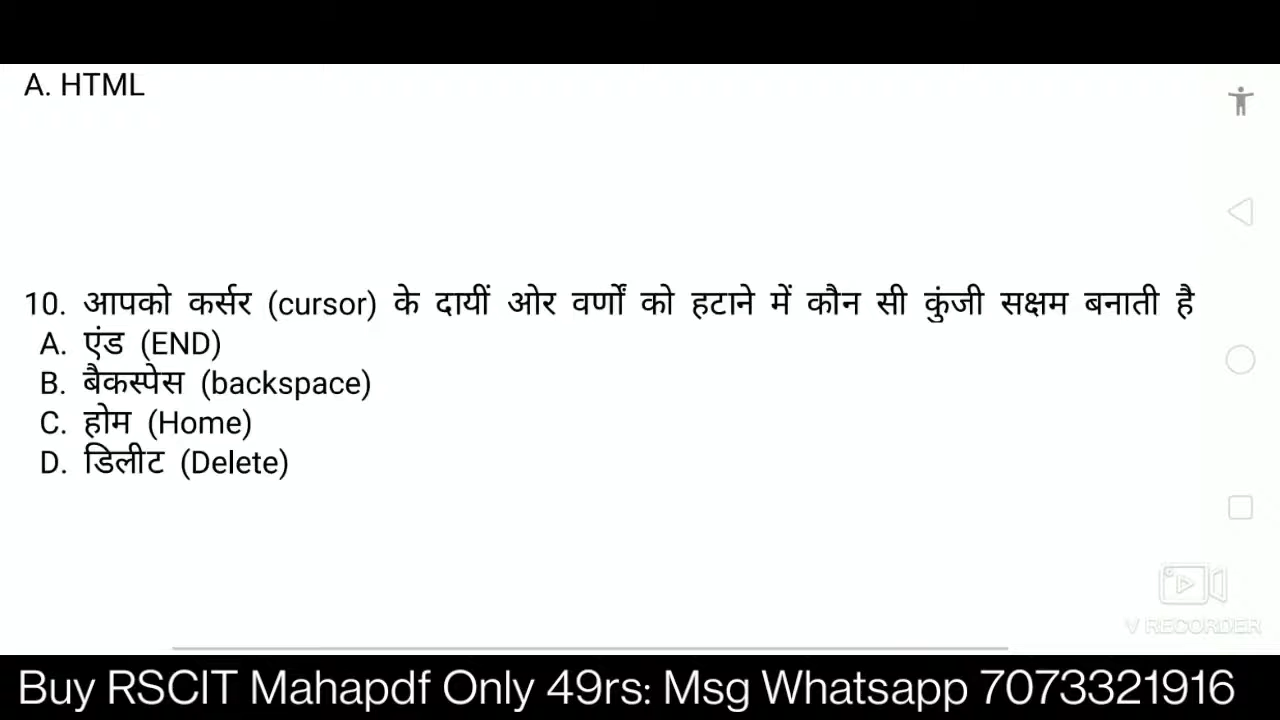 A. HTML
10. आपको कर्सर (cursor) के दायीं ओर वर्णों को हटाने में कौन सी कुंजी सक्षम बनाती है
A. एंड (END)
B. बैकस्पेस (backspace)
C. होम (Home)
D. डिलीट (Delete)
V RECORDER
Buy RSCIT Mahapdf Only 49rs: Msg Whatsapp 7073321916